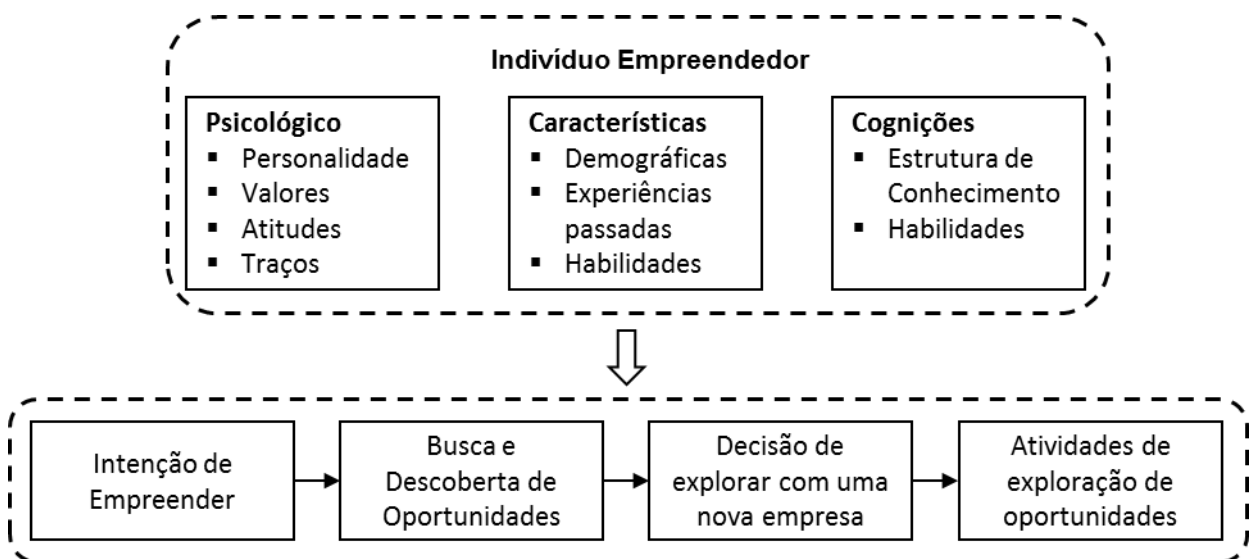 Indivíduo Empreendedor
Psicológico
▪ Personalidade
▪ Valores
▪ Atitudes
▪ Traços
Características
▪ Demográficas
▪ Experiências
passadas
▪ Habilidades
Cognições
▪ Estrutura de
Conhecimento
▪ Habilidades
Intenção de
Empreender
Busca e
Descoberta de
Oportunidades
Decisão de
explorar com uma
nova empresa
Atividades de
exploração de
oportunidades